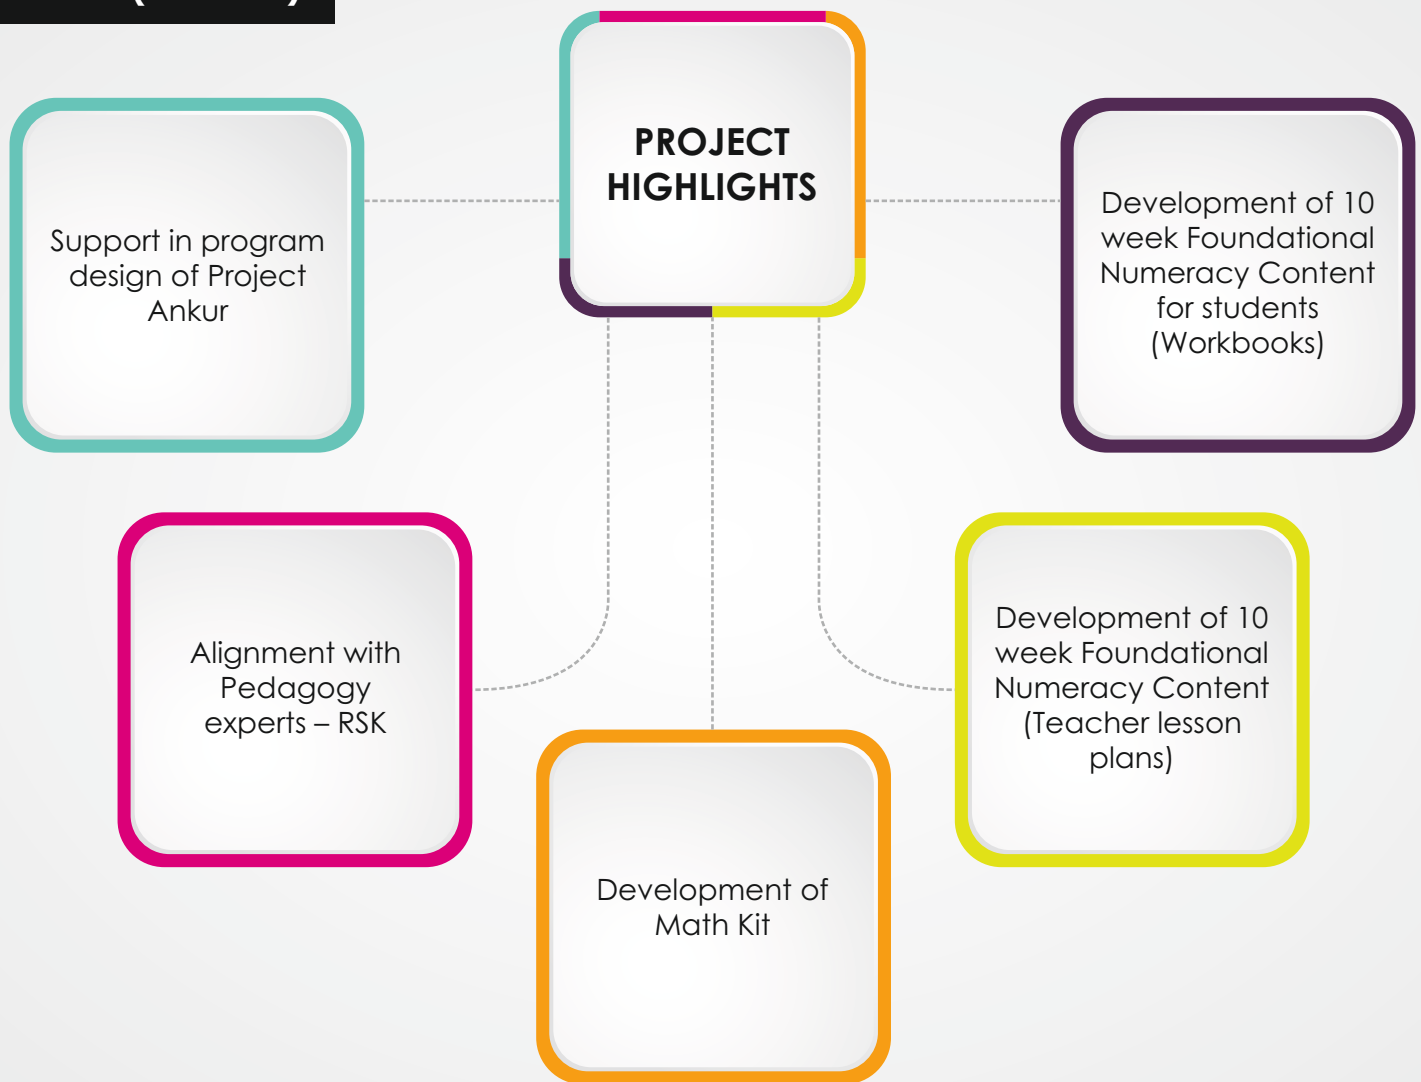 PROJECT
HIGHLIGHTS
Support in program
design of Project
Ankur
Development of 10
week Foundational
Numeracy Content
for students
(Workbooks)
Alignment with
Pedagogy
experts – RSK
Development of 10
week Foundational
Numeracy Content
(Teacher lesson
plans)
Development of
Math Kit